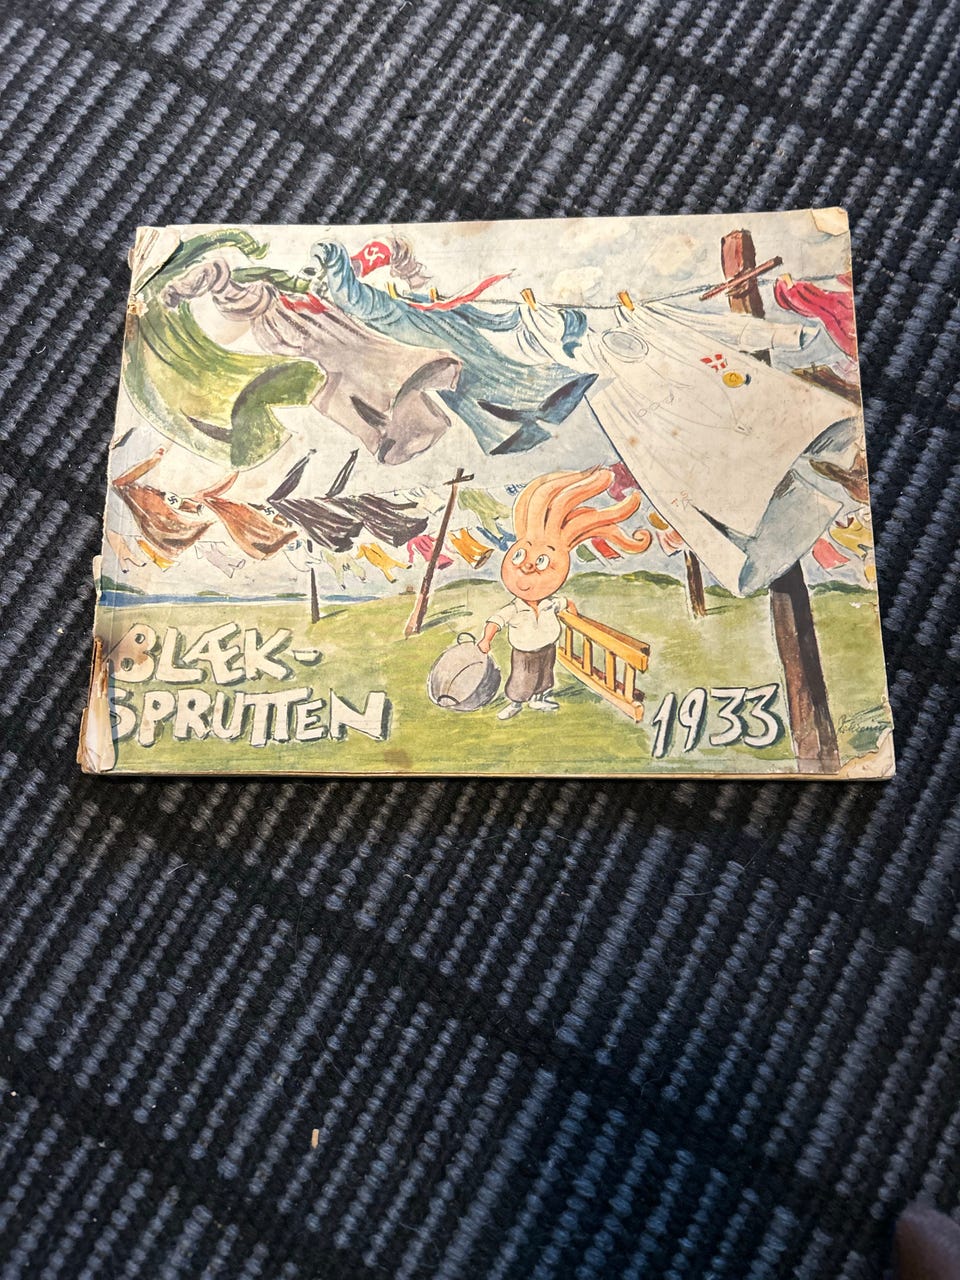 BLÆK-
SPRUTTEN
1933